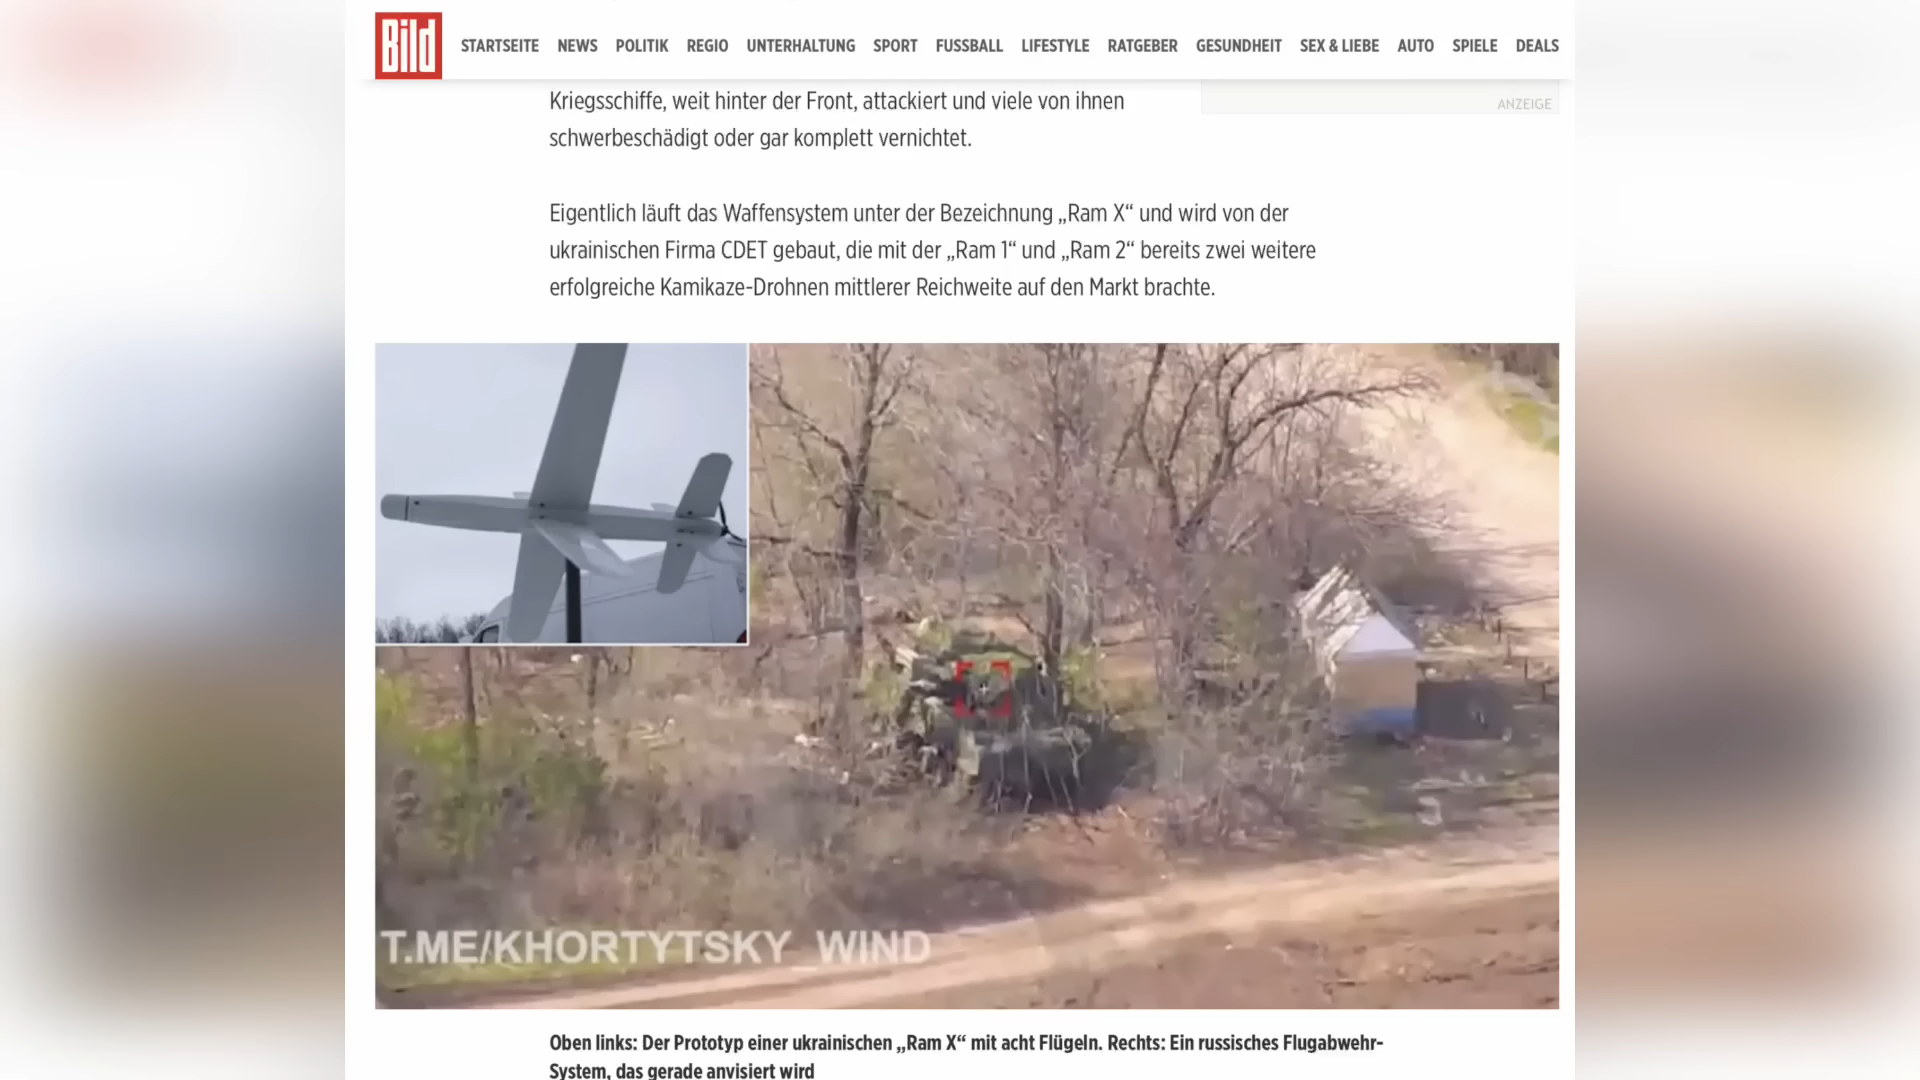 Bild
STARTSEITE NEWS POLITIK REGIO UNTERHALTUNG SPORT FUSSBALL LIFESTYLE RATGEBER GESUNDHEIT SEX & LIEBE AUTO SPIELE DEALS
Kriegsschiffe, weit hinter der Front, attackiert und viele von ihnen
schwerbeschädigt oder gar komplett vernichtet.
ANZEIGE
Eigentlich läuft das Waffensystem unter der Bezeichnung „Ram X“ und wird von der
ukrainischen Firma CDET gebaut, die mit der „Ram 1“ und „Ram 2“ bereits zwei weitere
erfolgreiche Kamikaze-Drohnen mittlerer Reichweite auf den Markt brachte.
T.ME/KHORTYTSKY_WIND
Oben links: Der Prototyp einer ukrainischen „Ram X“ mit acht Flügeln. Rechts: Ein russisches Flugabwehr-
System, das gerade anvisiert wird